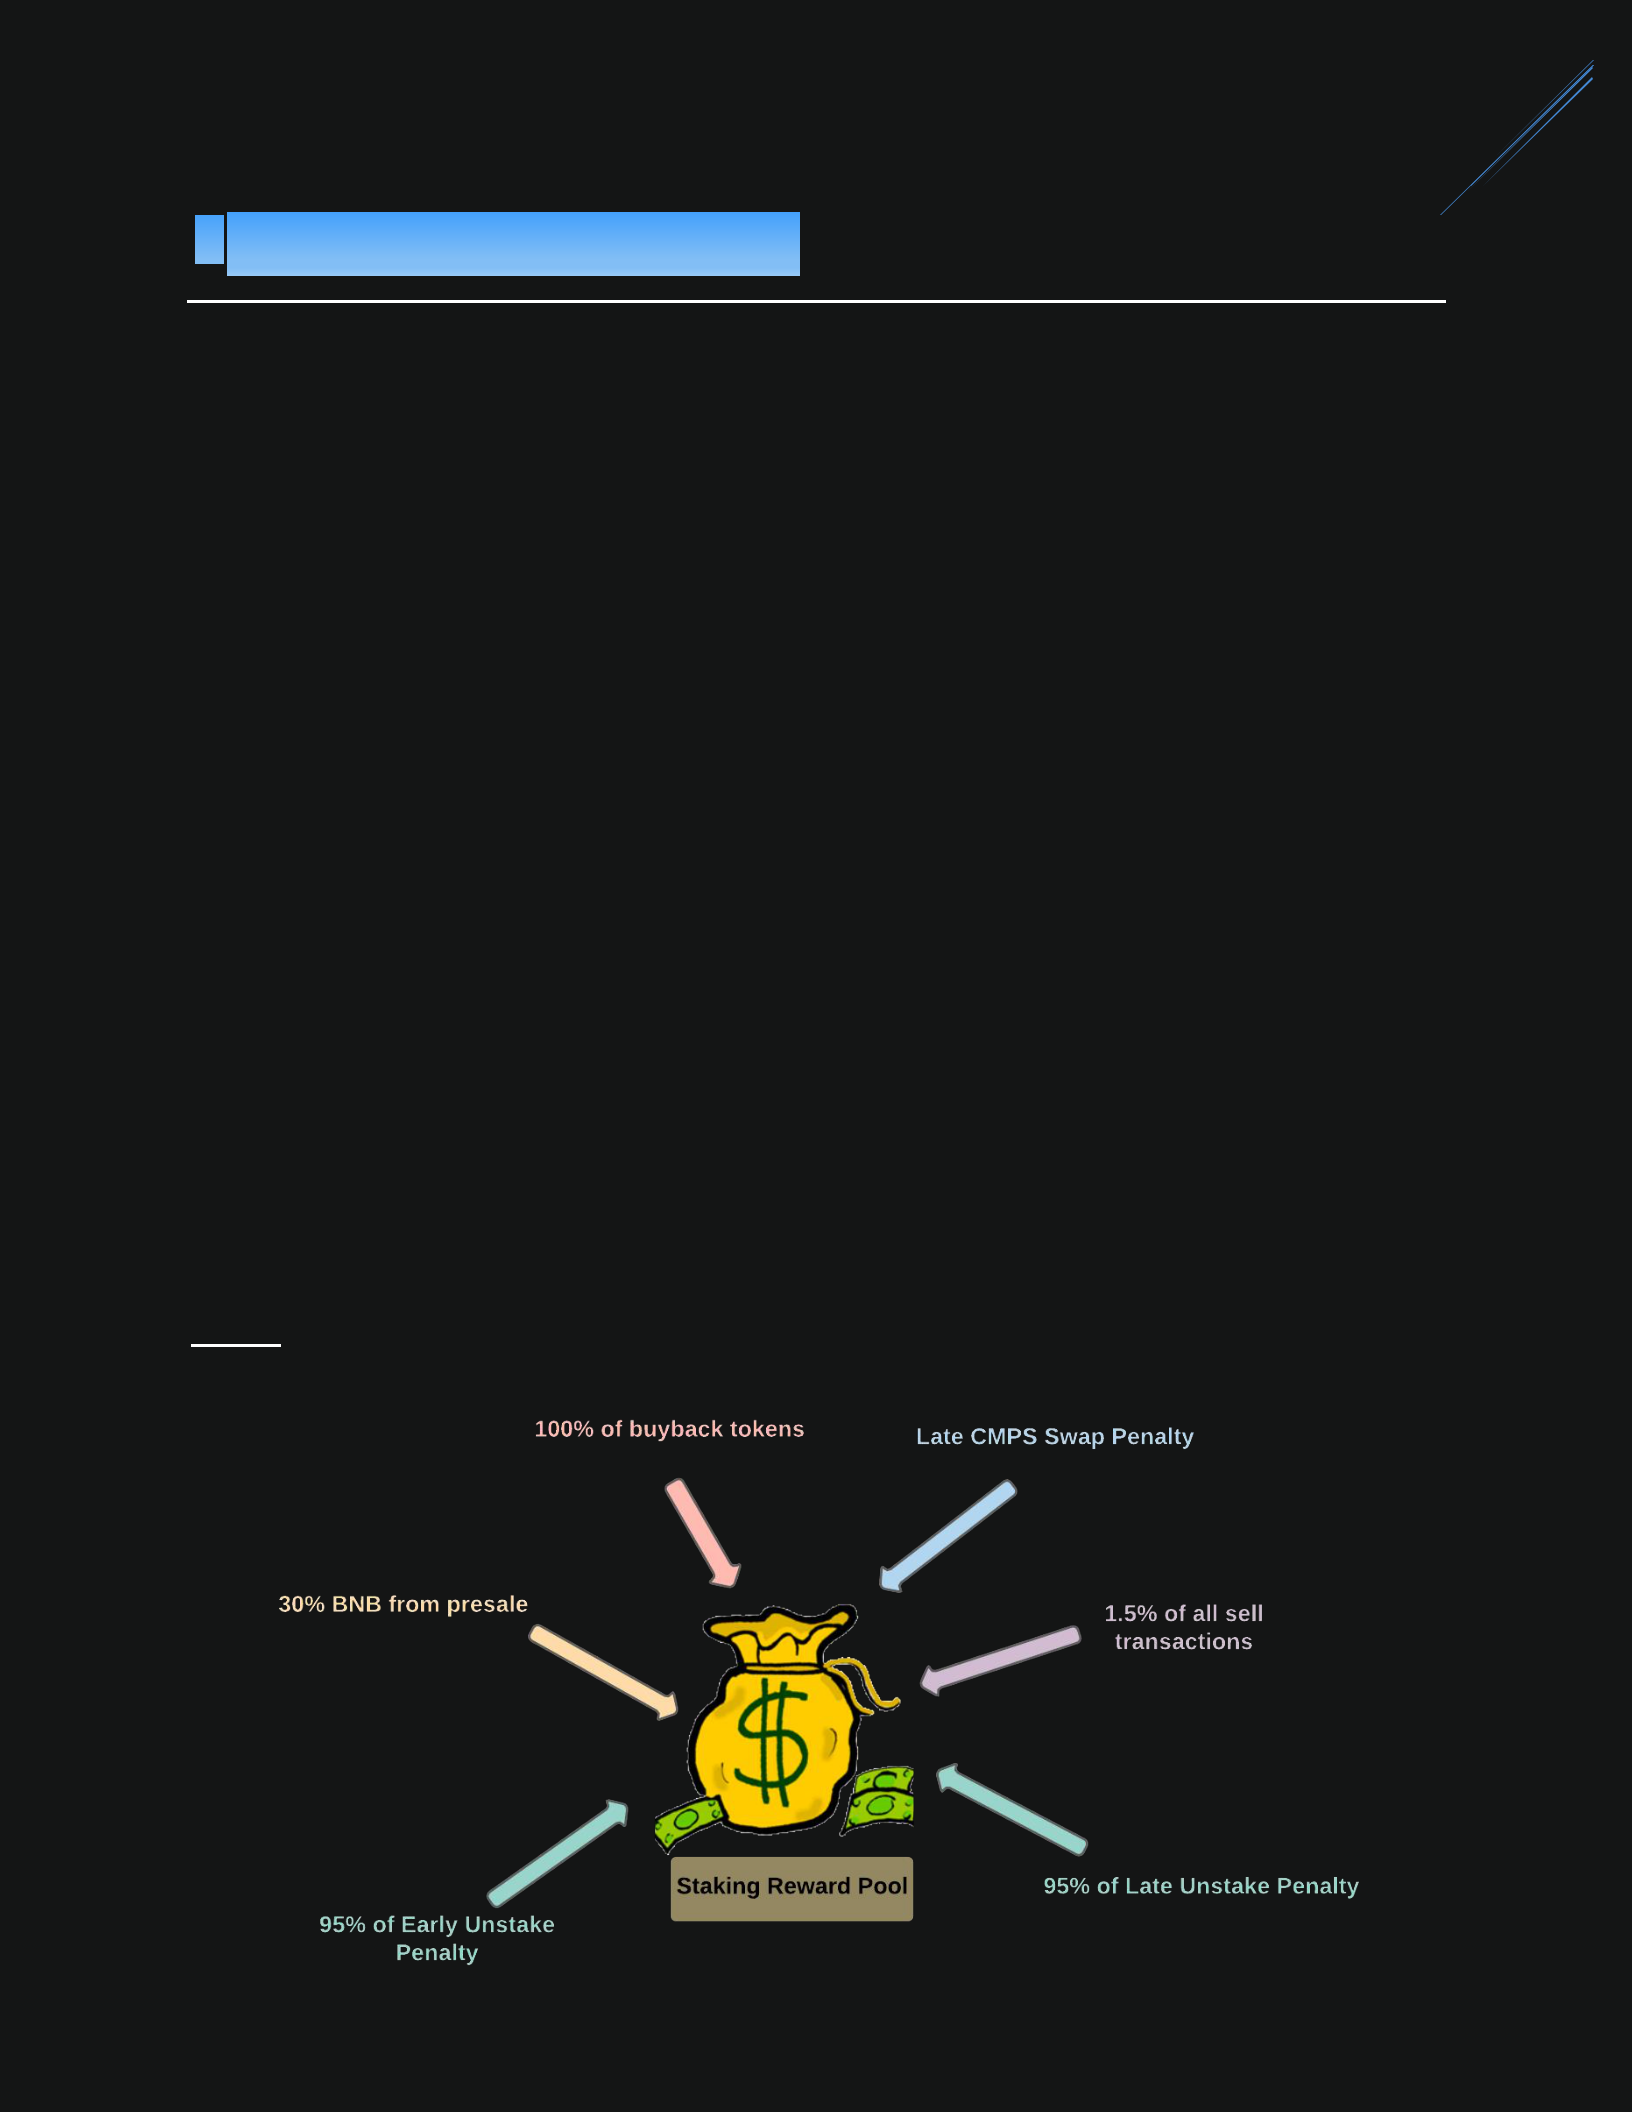 100% of buyback tokens
Late CMPS Swap Penalty
30% BNB from presale
1.5% of all sell
transactions
Staking Reward Pool
95% of Late Unstake Penalty
95% of Early Unstake
Penalty